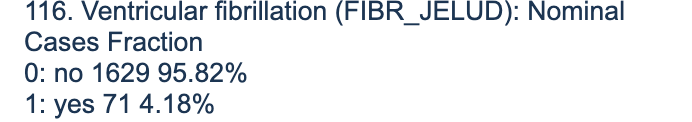 116. Ventricular fibrillation (FIBR_JELUD): Nominal
Cases Fraction
0: no 1629 95.82%
1: yes 71 4.18%